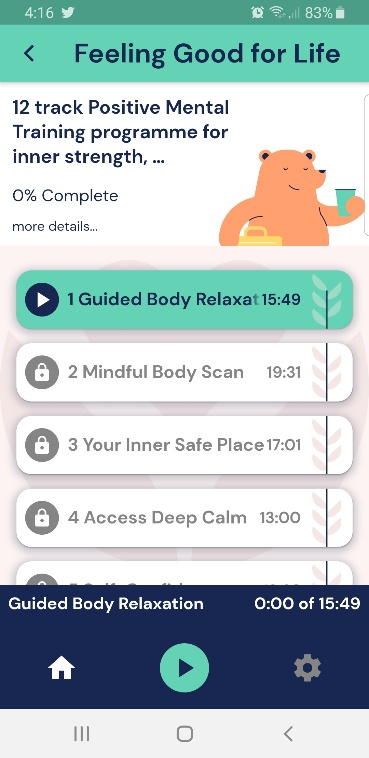 4:16 83%
Feeling Good for Life
12 track Positive Mental
Training programme for
inner strength, ...
0% Complete
more details...
1 Guided Body Relaxat 15:49
2 Mindful Body Scan 19:31
3 Your Inner Safe Place 17:01
4 Access Deep Calm 13:00
Guided Body Relaxation 0:00 of 15:49